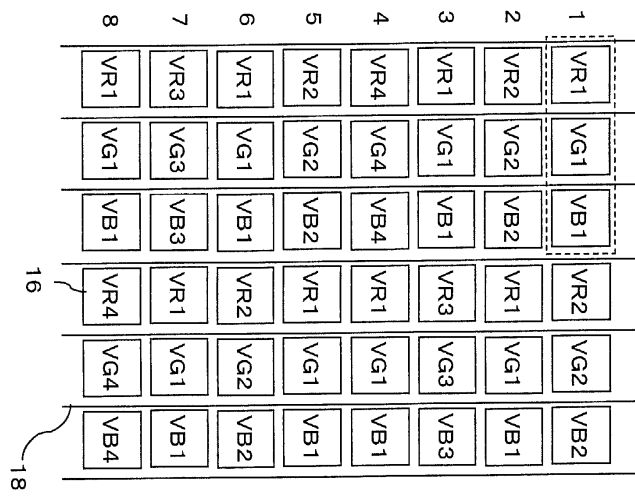 1 VR1 VG1 VB1 VR2 VG2 VB2
2 VR2 VG2 VB2 VR1 VG1 VB1
3 VR1 VG1 VB1 VR3 VG3 VB3
4 VR4 VG4 VB4 VR1 VG1 VB1
5 VR2 VG2 VB2 VR1 VG1 VB1
6 VR1 VG1 VB1 VR2 VG2 VB2
7 VR3 VG3 VB3 VR1 VG1 VB1
8 VR1 VG1 VB1 VR4 VG4 VB4
16 18